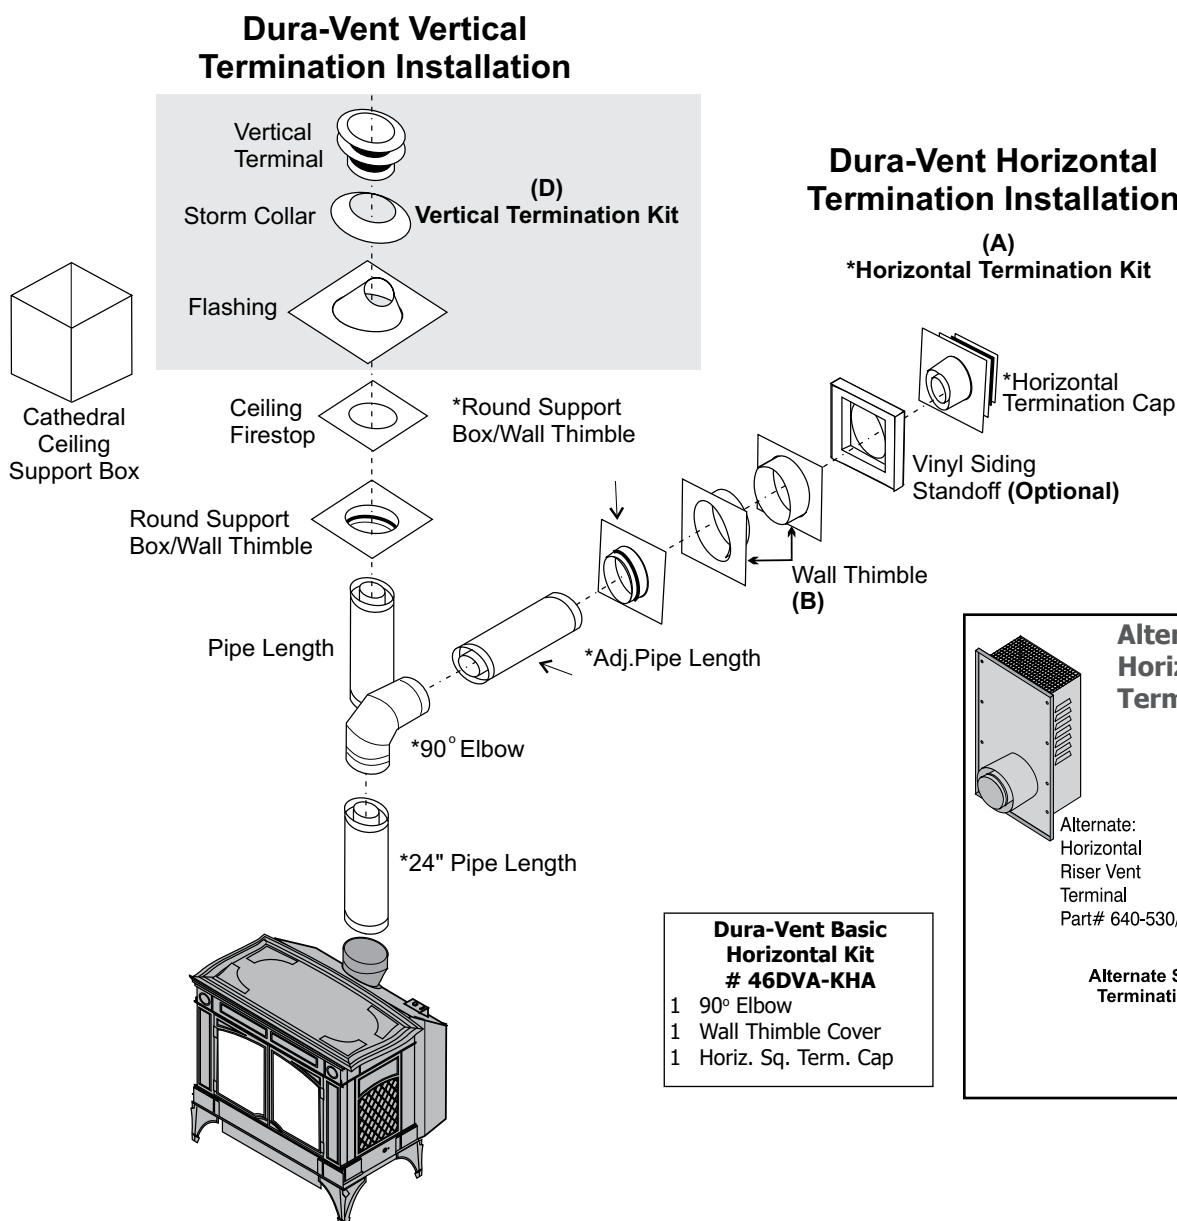 Dura-Vent Vertical
Termination Installation
Vertical
Terminal
Storm Collar
(D)
Vertical Termination Kit
Flashing
Dura-Vent Horizontal
Termination Installation
(A)
*Horizontal Termination Kit
Cathedral
Ceiling
Support Box
Ceiling
Firestop
*Round Support
Box/Wall Thimble
*Horizontal
Termination Cap
Vinyl Siding
Standoff (Optional)
Round Support
Box/Wall Thimble
Wall Thimble
(B)
Pipe Length
*Adj.Pipe Length
*90° Elbow
*24" Pipe Length
Dura-Vent Basic
Horizontal Kit
# 46DVA-KHA
1 90° Elbow
1 Wall Thimble Cover
1 Horiz. Sq. Term. Cap
Alternate:
Horizontal
Riser Vent
Terminal
Part# 640-530/
Alternate